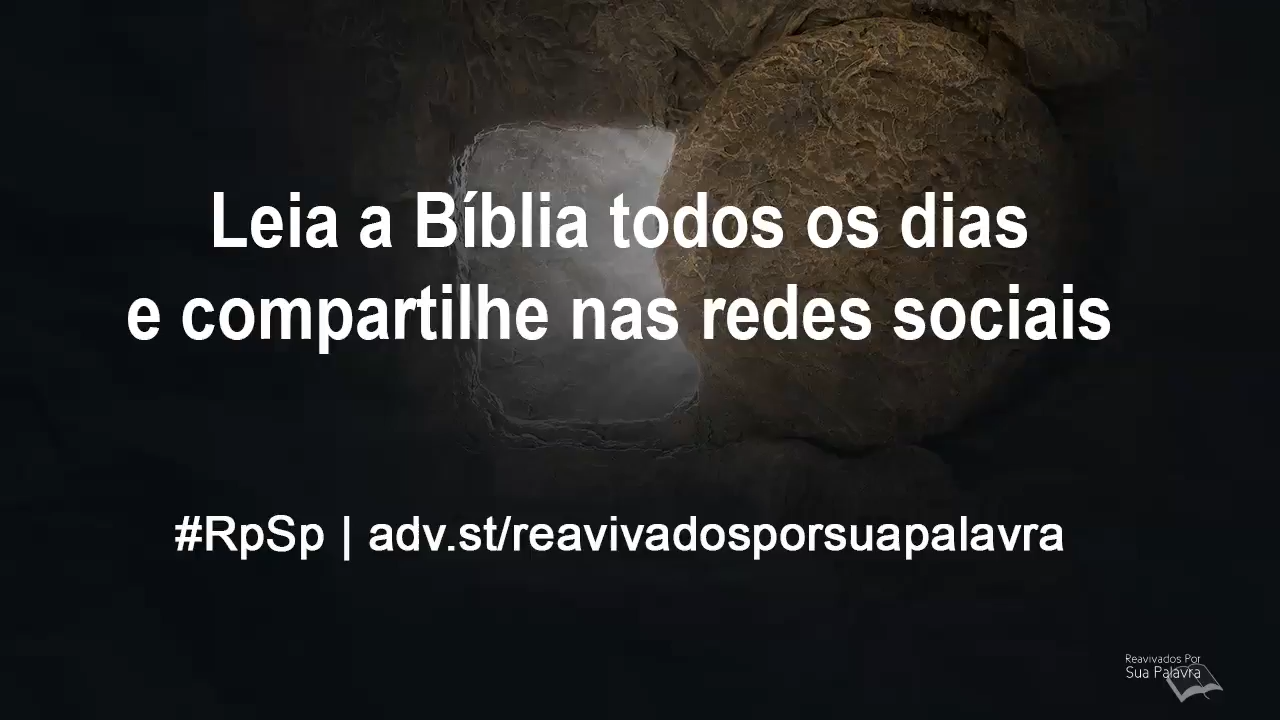 Leia a Bíblia todos os dias
e compartilhe nas redes sociais
#RpSp | adv.st/reavivadosporsuapalavra
Reavivados Por
Sua Palavra